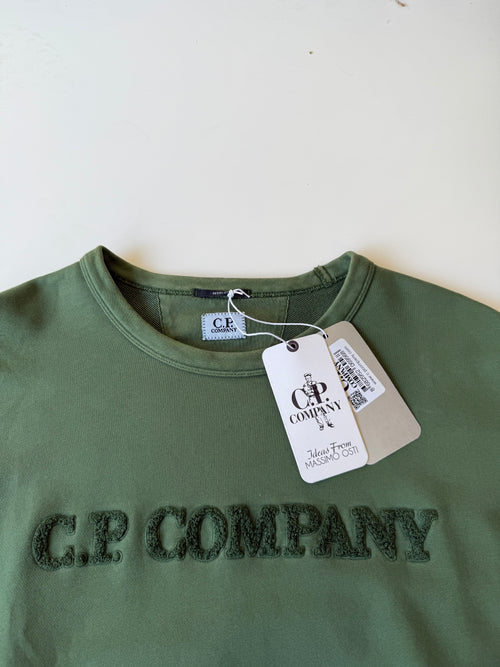 C.P.
COMPANY
C.P.
COMPANY
Ideas From
MASSIMO OSTI
C.P. COMPANY